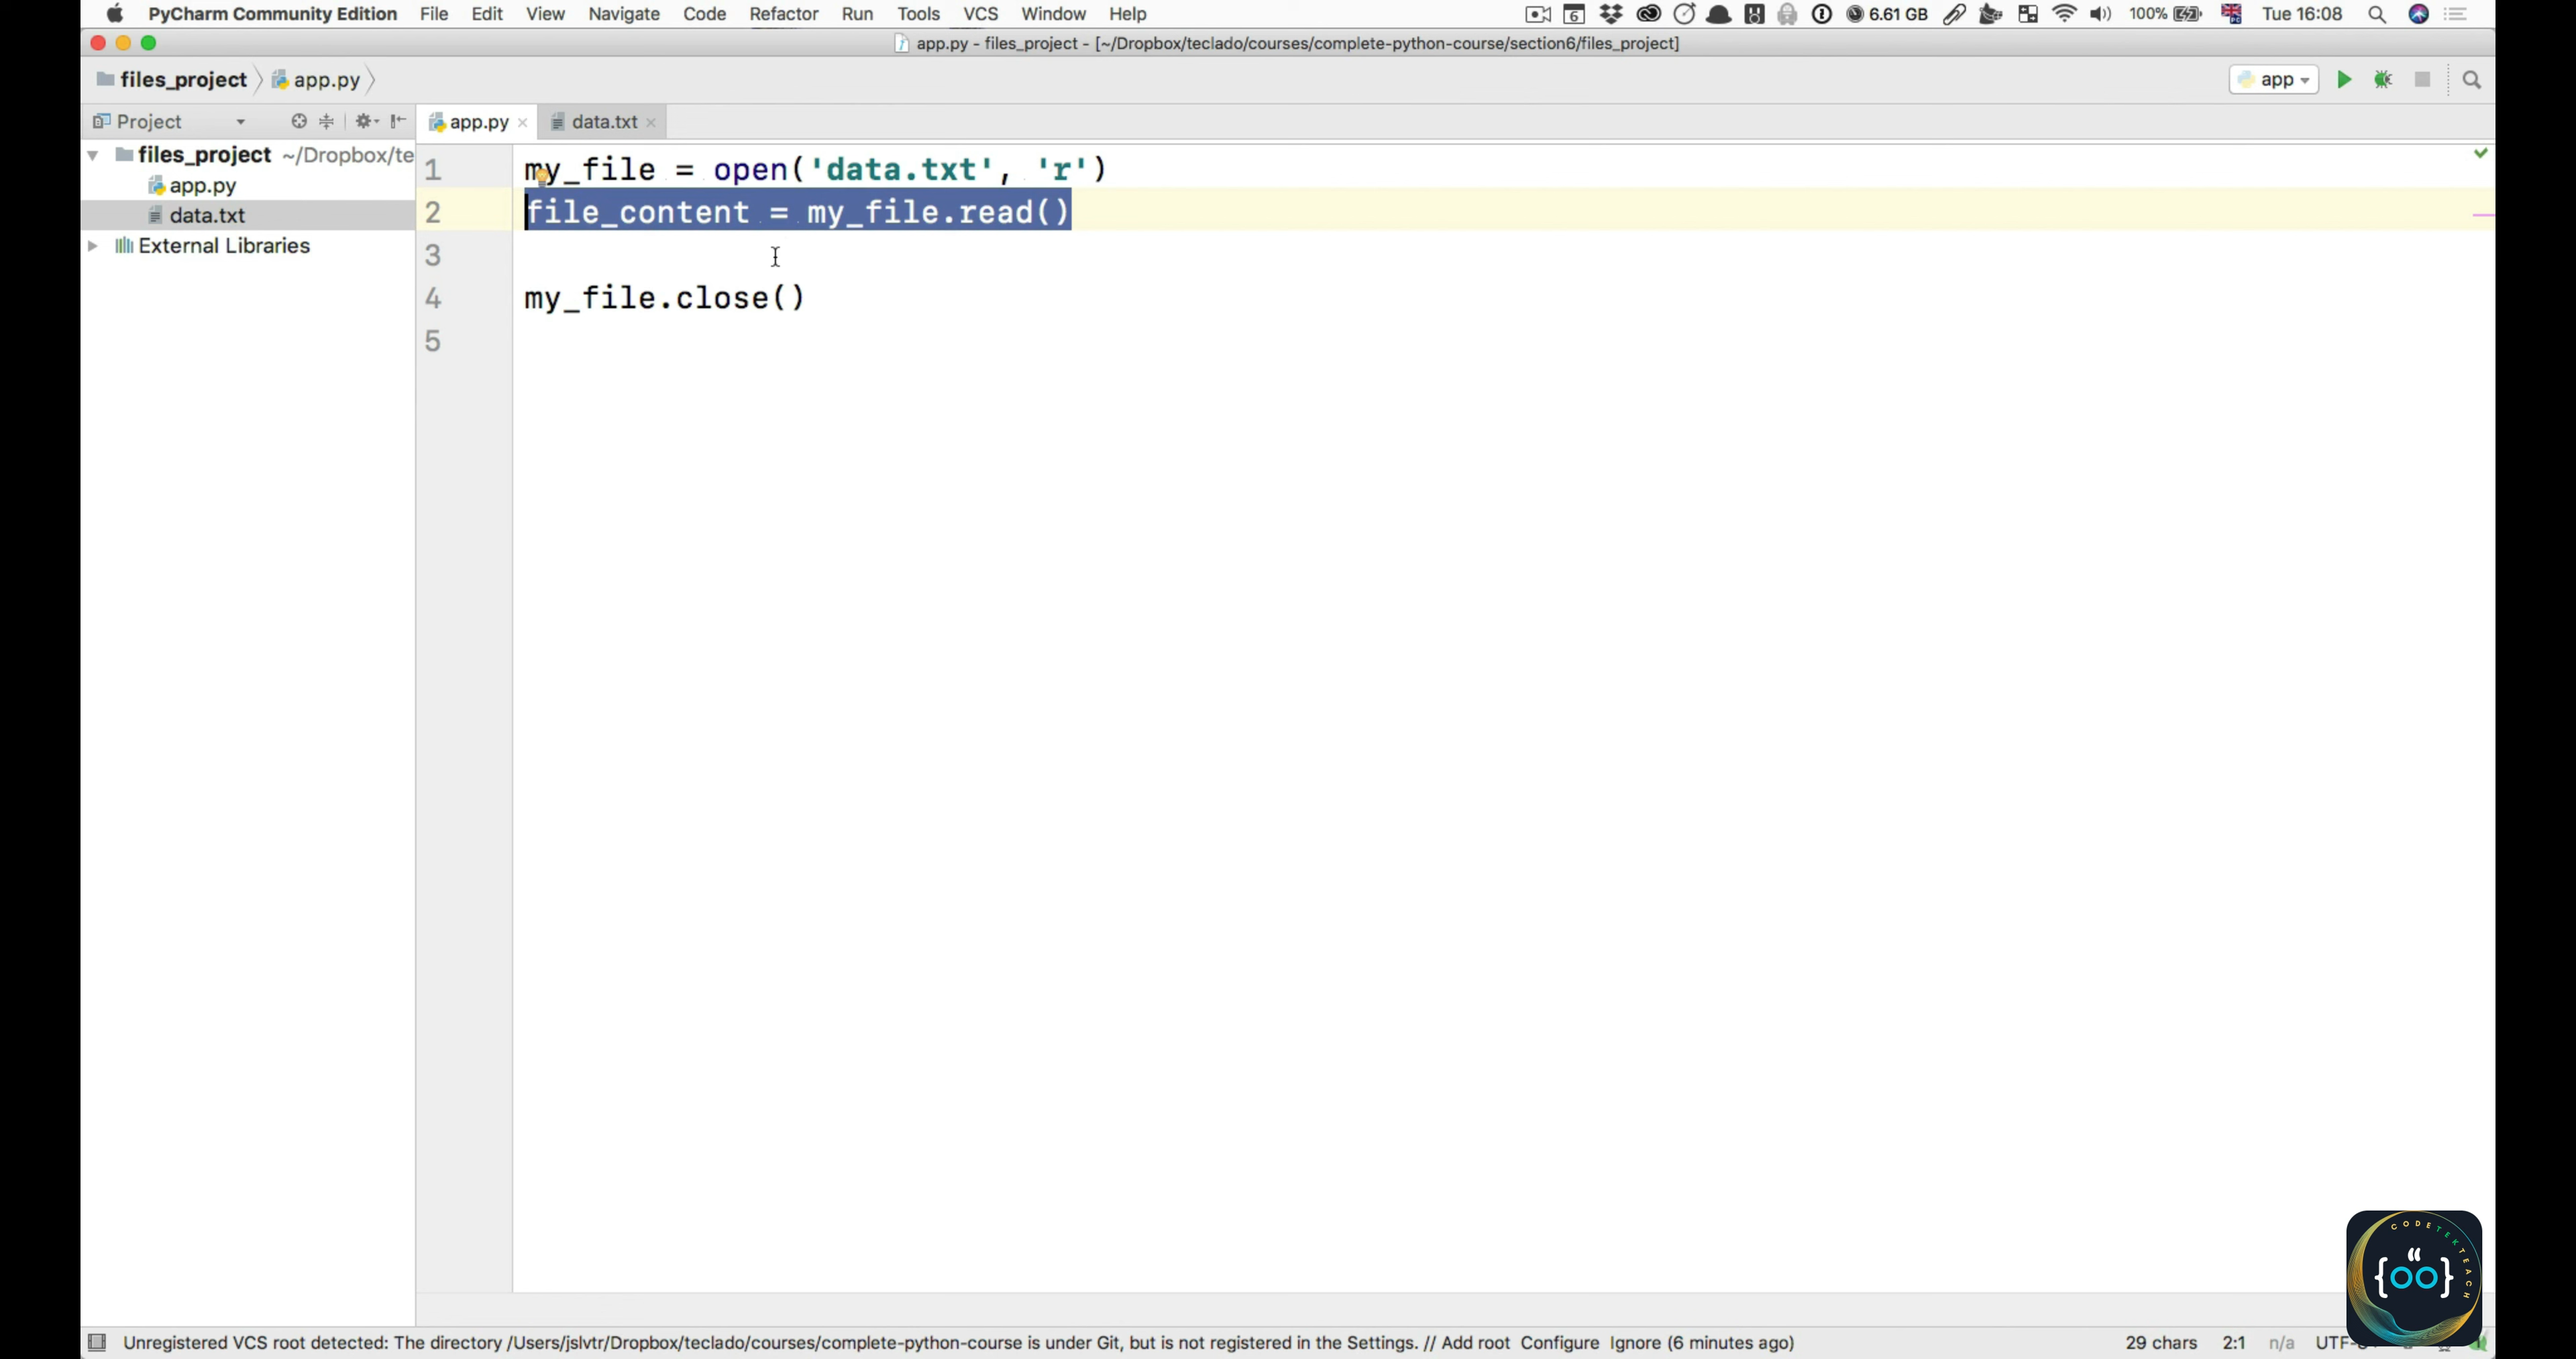 PyCharm Community Edition File Edit View Navigate Code Refactor Run Tools VCS Window Help 6 6.61 GB 100% Tue 16:08
app.py - files_project - [~/Dropbox/teclado/courses/complete-python-course/section6/files_project]
files_project app.py app
Project app.py data.txt
files_project ~/Dropbox/te
app.py
data.txt
External Libraries
1 my_file = open('data.txt', 'r')
2 file_content = my_file.read()
3
4 my_file.close()
5
CODETEKTEACH
Unregistered VCS root detected: The directory /Users/jslvtr/Dropbox/teclado/courses/complete-python-course is under Git, but is not registered in the Settings. // Add root Configure Ignore (6 minutes ago) 29 chars 2:1 n/a